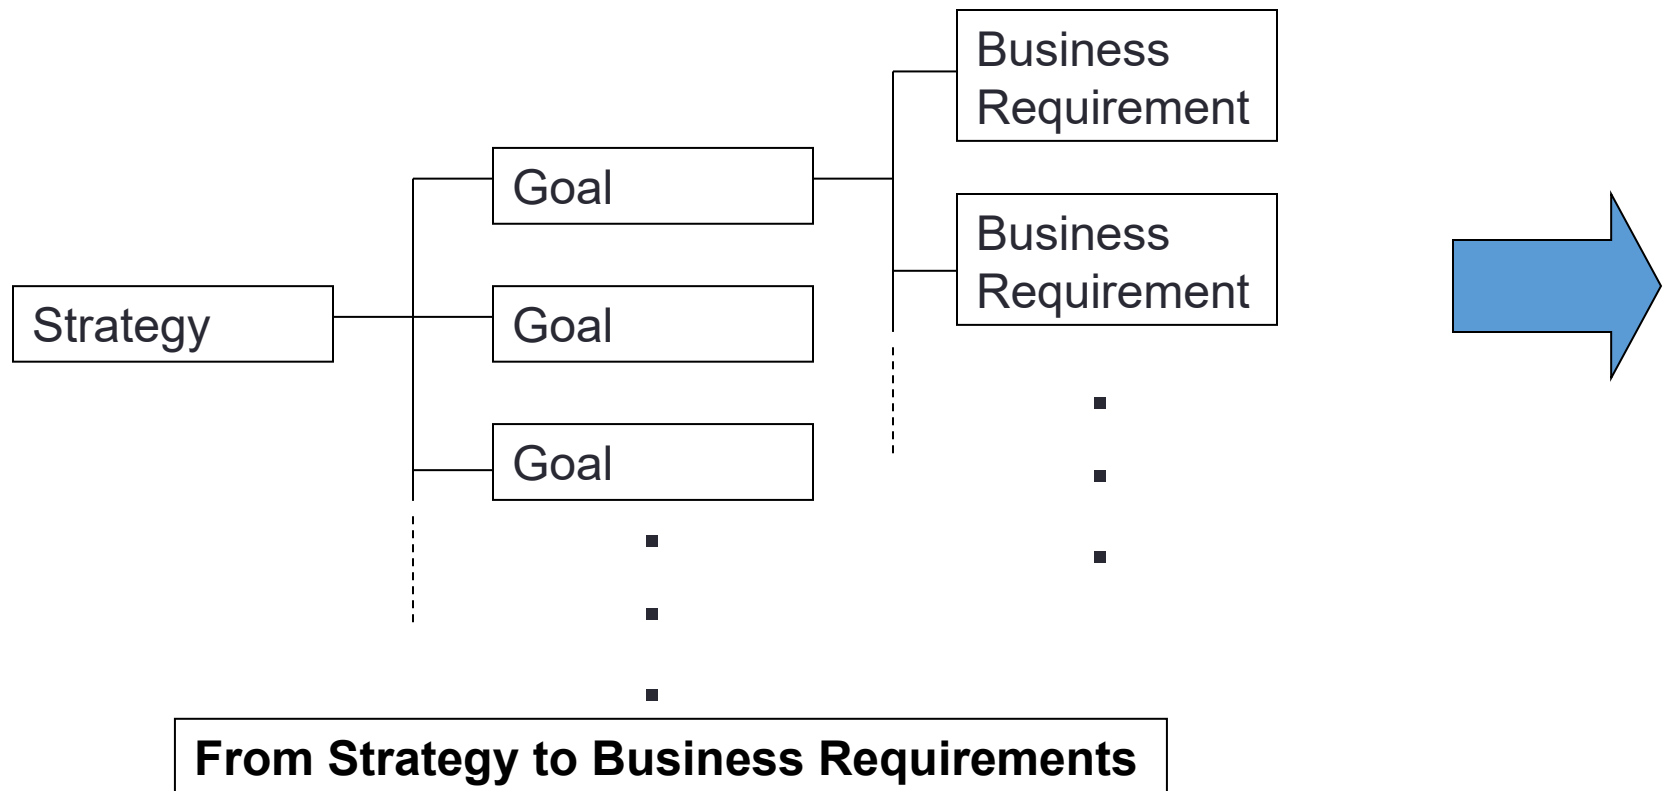 Business
Requirement
Goal
Business
Requirement
Strategy
Goal
Goal
From Strategy to Business Requirements